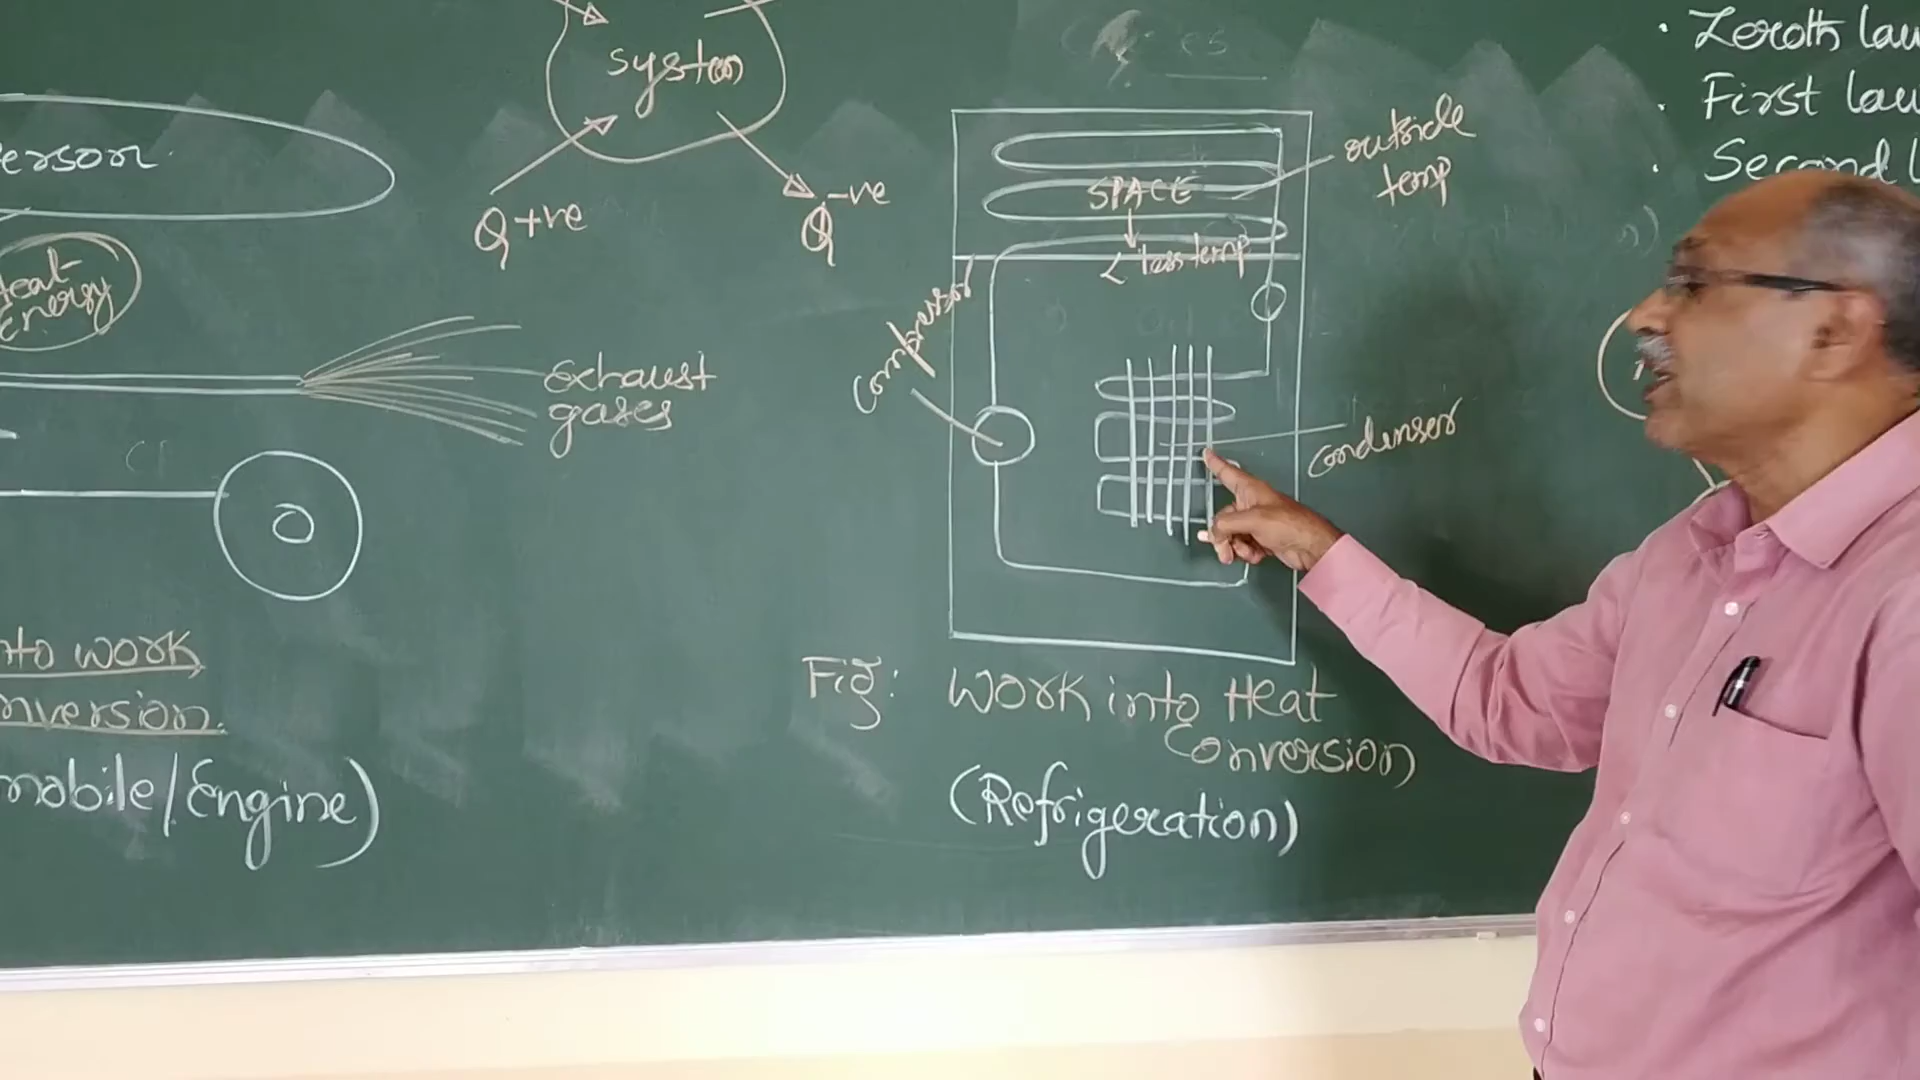 system
Q +ve
Q -ve
erson.
Heat-
Energy
Exhaust
gases
nto work
nversion.
mobile/Engine)
SPACE
< less temp
outside
temp
compressor
condenser
Fig: Work into Heat
Conversion
(Refrigeration)
· Zeroth law
· First law
· Second l